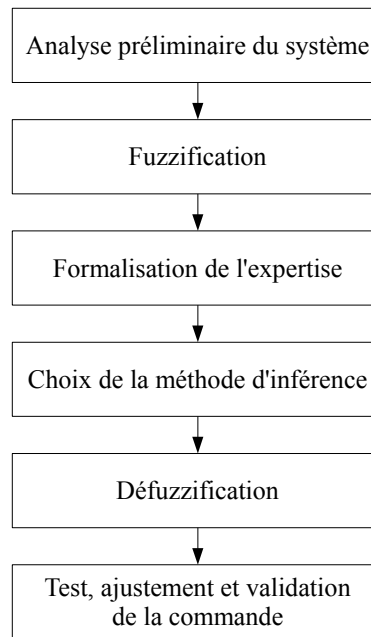 Analyse préliminaire du système
Fuzzification
Formalisation de l'expertise
Choix de la méthode d'inférence
Défuzzification
Test, ajustement et validation
de la commande